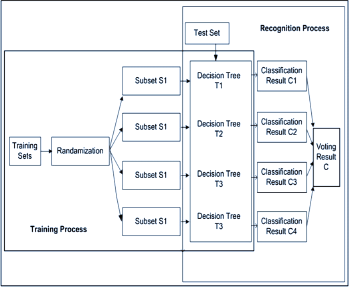 Recognition Process
Test Set
Subset S1
Decision Tree
T1
Classification
Result C1
Subset S1
Decision Tree
T2
Classification
Result C2
Training
Sets
Randomization
Voting
Result
C
Subset S1
Decision Tree
T3
Classification
Result C3
Subset S1
Decision Tree
T3
Classification
Result C4
Training Process